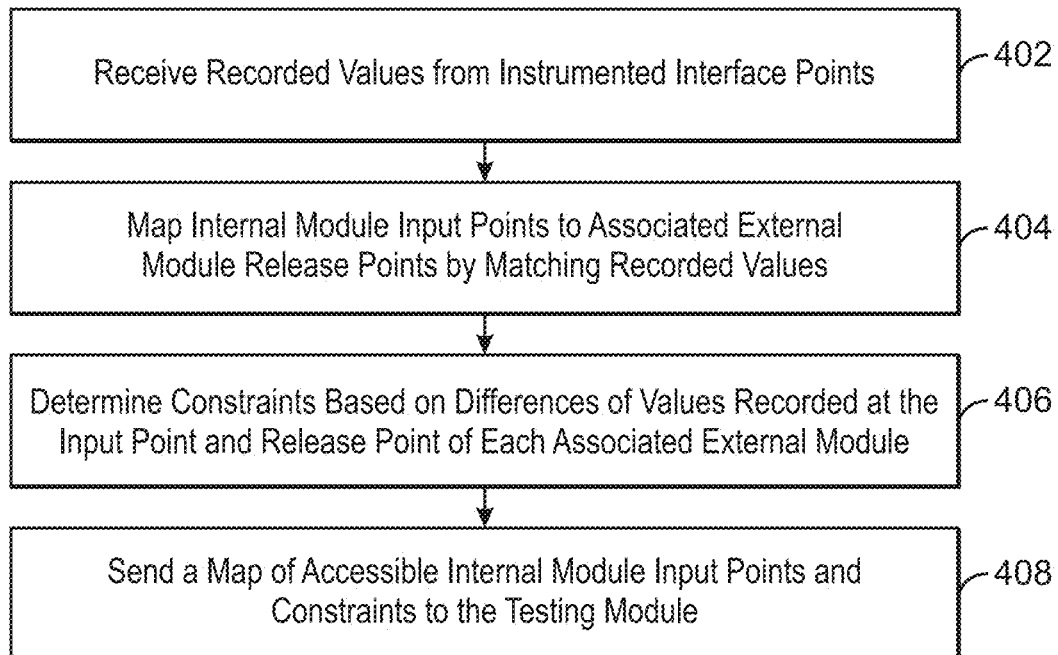 Receive Recorded Values from Instrumented Interface Points
402
Map Internal Module Input Points to Associated External
Module Release Points by Matching Recorded Values
404
Determine Constraints Based on Differences of Values Recorded at the
Input Point and Release Point of Each Associated External Module
406
Send a Map of Accessible Internal Module Input Points and
Constraints to the Testing Module
408